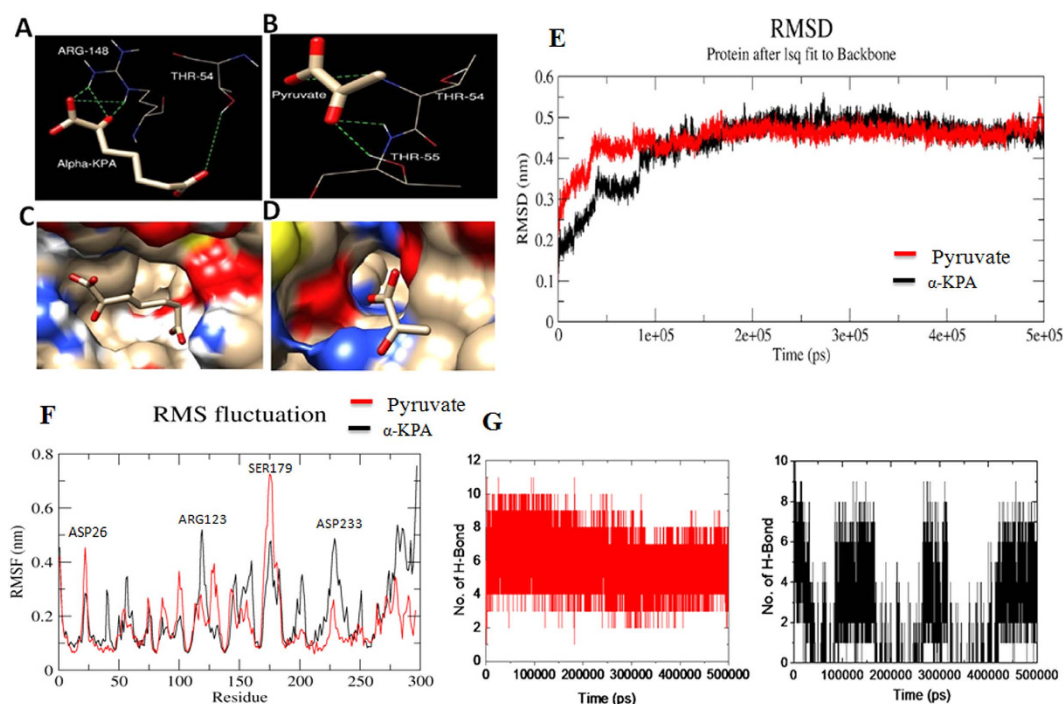 A
ARG-148
THR-54
Alpha-KPA
B
Pyruvate
THR-54
THR-55
C
D
E
RMSD
Protein after lsq fit to Backbone
0.6
0.5
0.4
0.3
0.2
0.1
0
RMSD (nm)
Pyruvate
α-KPA
0
1e+05
2e+05
3e+05
4e+05
5e+05
Time (ps)
F
RMS fluctuation
Pyruvate
α-KPA
0.8
0.6
0.4
0.2
0
RMSF (nm)
ASP26
ARG123
SER179
ASP233
0
50
100
150
200
250
300
Residue
G
12
10
8
6
4
2
0
No. of H-Bond
0
100000
200000
300000
400000
500000
Time (ps)
12
10
8
6
4
2
0
No. of H-Bond
0
100000
200000
300000
400000
500000
Time (ps)